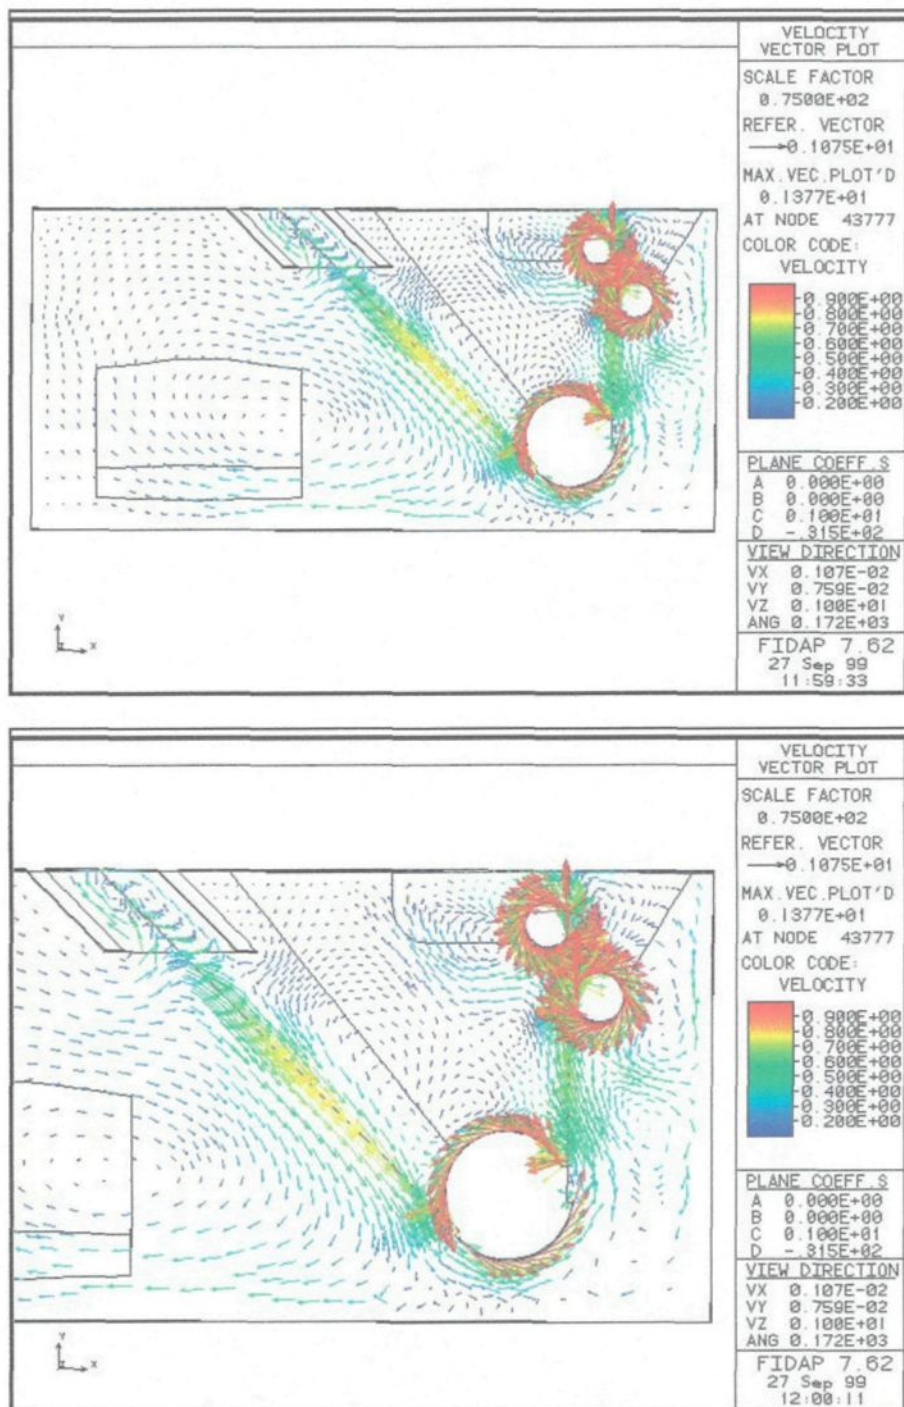 VELOCITY
VECTOR PLOT
SCALE FACTOR
0.7500E+02
REFER. VECTOR
0.1075E+01
MAX.VEC.PLOT'D
0.1377E+01
AT NODE 43777
COLOR CODE:
VELOCITY
0.900E+00
0.800E+00
0.700E+00
0.600E+00
0.500E+00
0.400E+00
0.300E+00
0.200E+00
PLANE COEFF.S
A 0.000E+00
B 0.000E+00
C 0.100E+01
D -.315E+02
VIEW DIRECTION
VX 0.107E-02
VY 0.759E-02
VZ 0.100E+01
ANG 0.172E+03
FIDAP 7.62
27 Sep 99
11:59:33
Y
Z X
VELOCITY
VECTOR PLOT
SCALE FACTOR
0.7500E+02
REFER. VECTOR
0.1075E+01
MAX.VEC.PLOT'D
0.1377E+01
AT NODE 43777
COLOR CODE:
VELOCITY
0.900E+00
0.800E+00
0.700E+00
0.600E+00
0.500E+00
0.400E+00
0.300E+00
0.200E+00
PLANE COEFF.S
A 0.000E+00
B 0.000E+00
C 0.100E+01
D -.315E+02
VIEW DIRECTION
VX 0.107E-02
VY 0.759E-02
VZ 0.100E+01
ANG 0.172E+03
FIDAP 7.62
27 Sep 99
12:00:11
Y
Z X